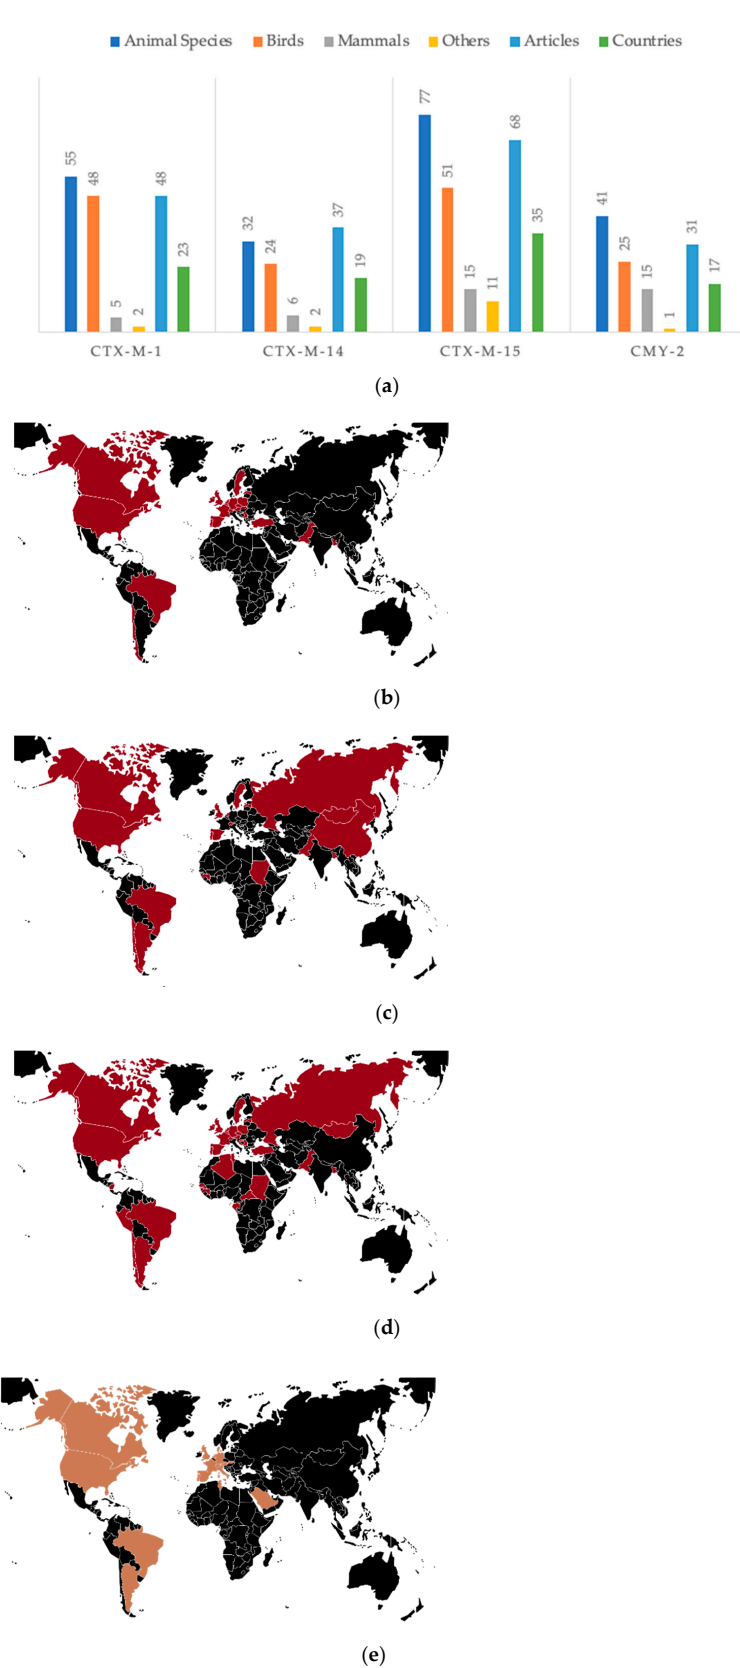 Animal Species Birds Mammals Others Articles Countries
55 48 5 2 48 23 32 24 6 2 37 19 77 51 15 11 68 35 41 25 15 1 31 17
CTX-M-1 CTX-M-14 CTX-M-15 CMY-2
(a)
(b)
(c)
(d)
(e)